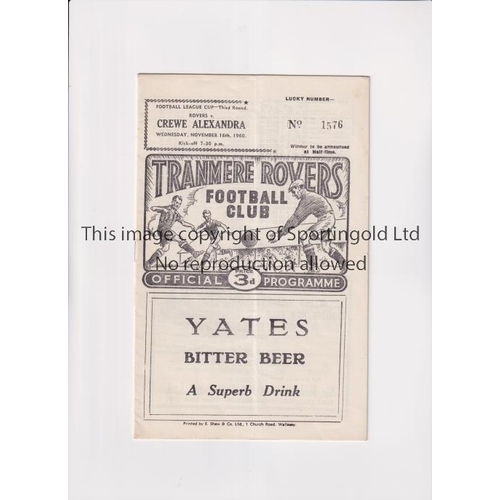 FOOTBALL LEAGUE CUP—Third Round.
ROVERS v.
CREWE ALEXANDRA
WEDNESDAY, NOVEMBER 16th, 1960.
Kick-off 7-30 p.m.
LUCKY NUMBER—
No 1576
Winner to be announced
at Half-time.
TRANMERE ROVERS
FOOTBALL
CLUB
This image copyright of Sportingold Ltd
No reproduction allowed
OFFICIAL 3d PROGRAMME
YATES
BITTER BEER
A Superb Drink
Printed by E. Shaw & Co. Ltd., 1 Church Road, Wallasey